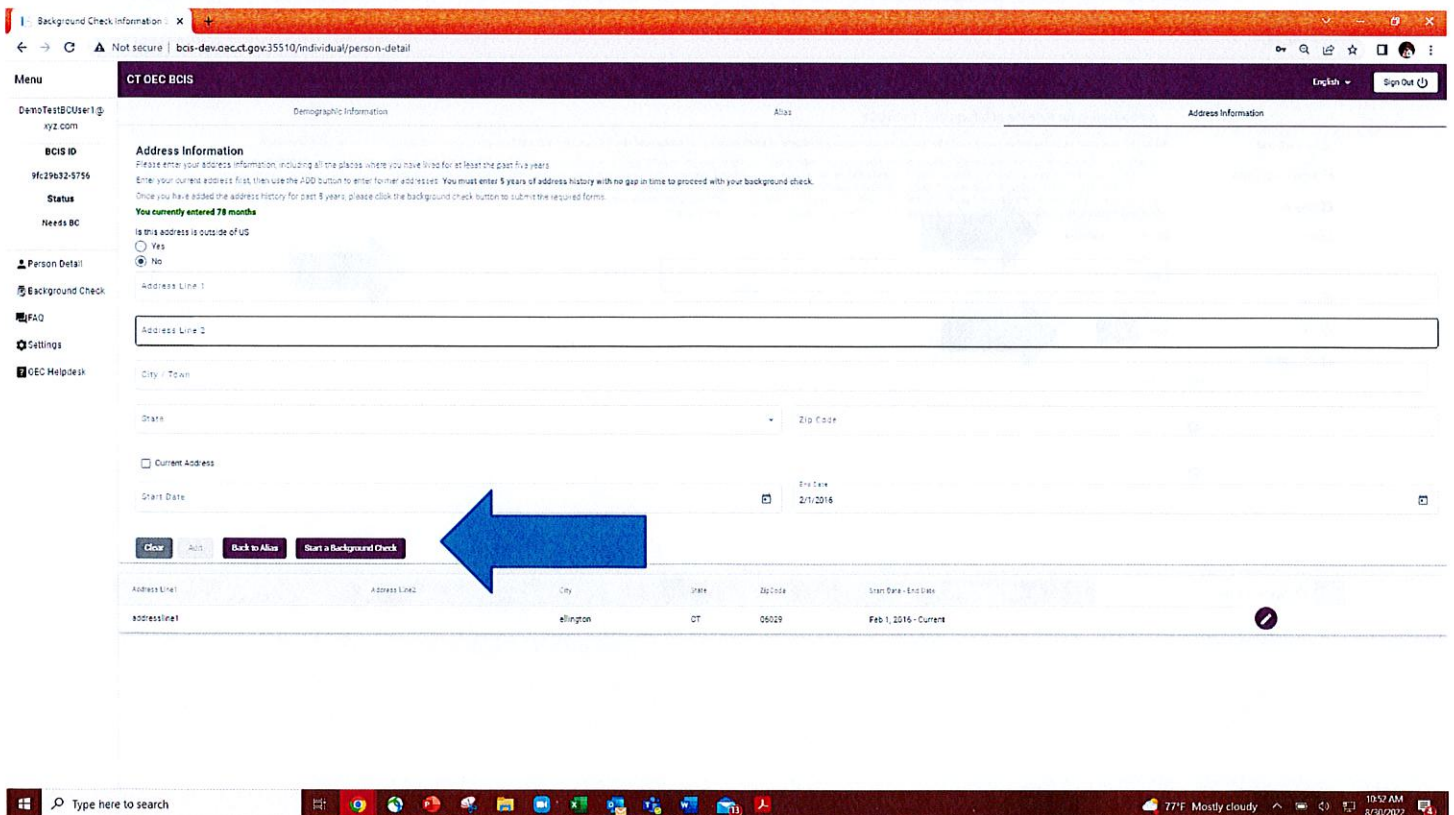 Background Check Information
Not secure | bcis-dev.oec.ct.gov:35510/individual/person-detail
Menu
CT OEC BCIS
English
Sign Out
DemoTestBCUser1@
xyz.com
BCIS ID
9fc29b32-5756
Status
Needs BC
Person Detail
Background Check
FAQ
Settings
OEC Helpdesk
Demographic Information
Alias
Address Information
Address Information
Please enter your address information, including all the places where you have lived for at least the past five years
Enter your current address first, then use the ADD button to enter former addresses. You must enter 5 years of address history with no gap in time to proceed with your background check.
Once you have added the address history for past 5 years, please click the background check button to submit the required forms
You currently entered 78 months
Is this address is outside of US
Yes
No
Address Line 1
Address Line 2
City / Town
State
Zip Code
Current Address
Start Date
End Date
2/1/2016
Clear
Add
Back to Alias
Start a Background Check
Address Line1 Address Line2 City State ZipCode Start Date - End Date
addressline1 ellington CT 06029 Feb 1, 2016 - Current
Type here to search
77°F Mostly cloudy
10:52 AM
8/30/2022